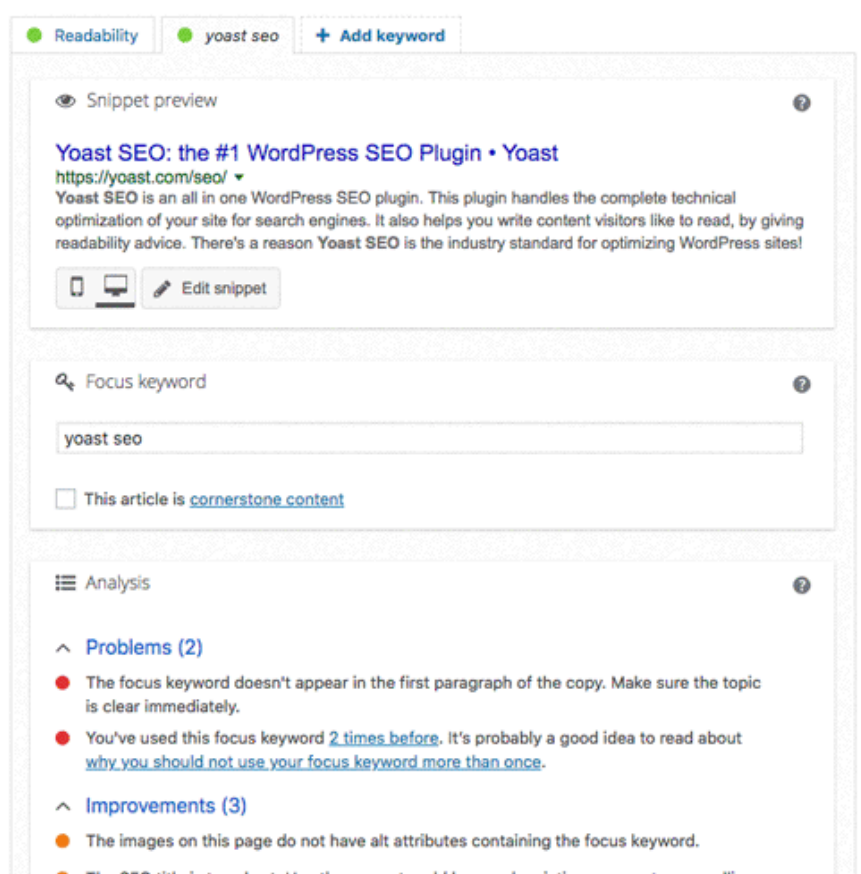 Readability
yoast seo
+ Add keyword
Snippet preview
Yoast SEO: the #1 WordPress SEO Plugin • Yoast
https://yoast.com/seo/
Yoast SEO is an all in one WordPress SEO plugin. This plugin handles the complete technical
optimization of your site for search engines. It also helps you write content visitors like to read, by giving
readability advice. There's a reason Yoast SEO is the industry standard for optimizing WordPress sites!
Edit snippet
Focus keyword
yoast seo
This article is cornerstone content
Analysis
Problems (2)
The focus keyword doesn't appear in the first paragraph of the copy. Make sure the topic
is clear immediately.
You've used this focus keyword 2 times before. It's probably a good idea to read about
why you should not use your focus keyword more than once.
Improvements (3)
The images on this page do not have alt attributes containing the focus keyword.